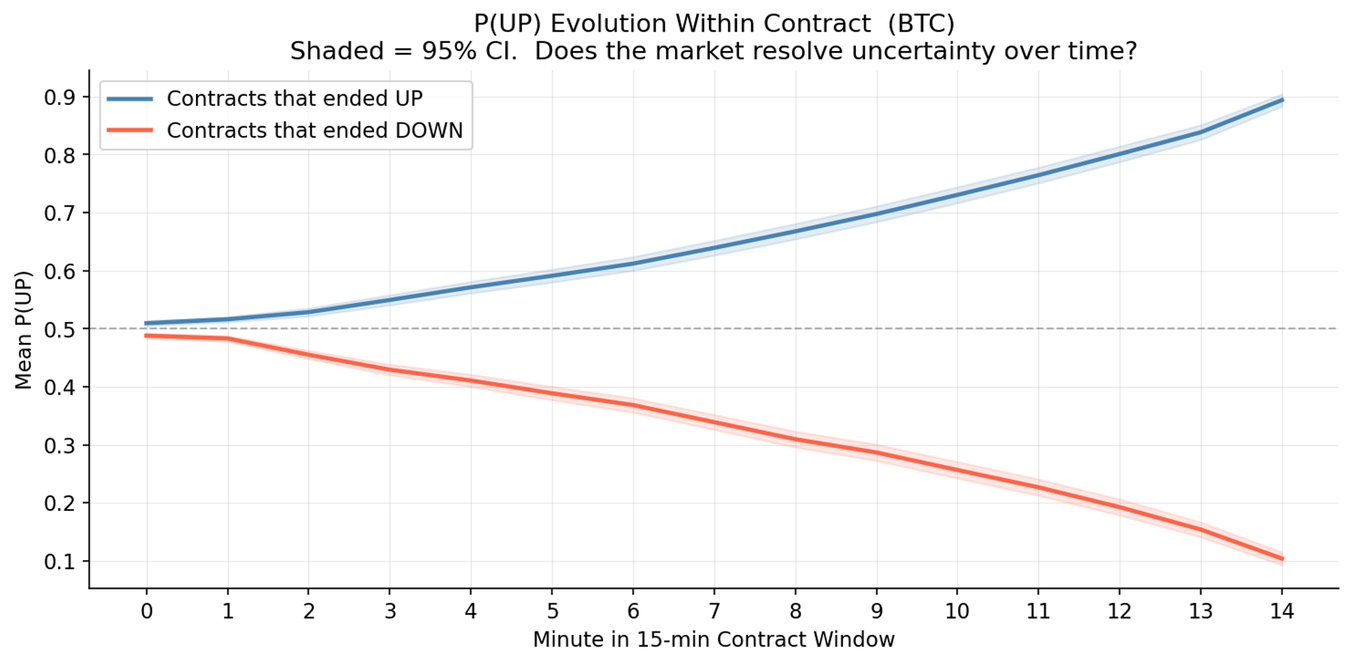 P(UP) Evolution Within Contract  (BTC)
Shaded = 95% CI.  Does the market resolve uncertainty over time?
Contracts that ended UP
Contracts that ended DOWN
Mean P(UP)
0.9
0.8
0.7
0.6
0.5
0.4
0.3
0.2
0.1
0 1 2 3 4 5 6 7 8 9 10 11 12 13 14
Minute in 15-min Contract Window